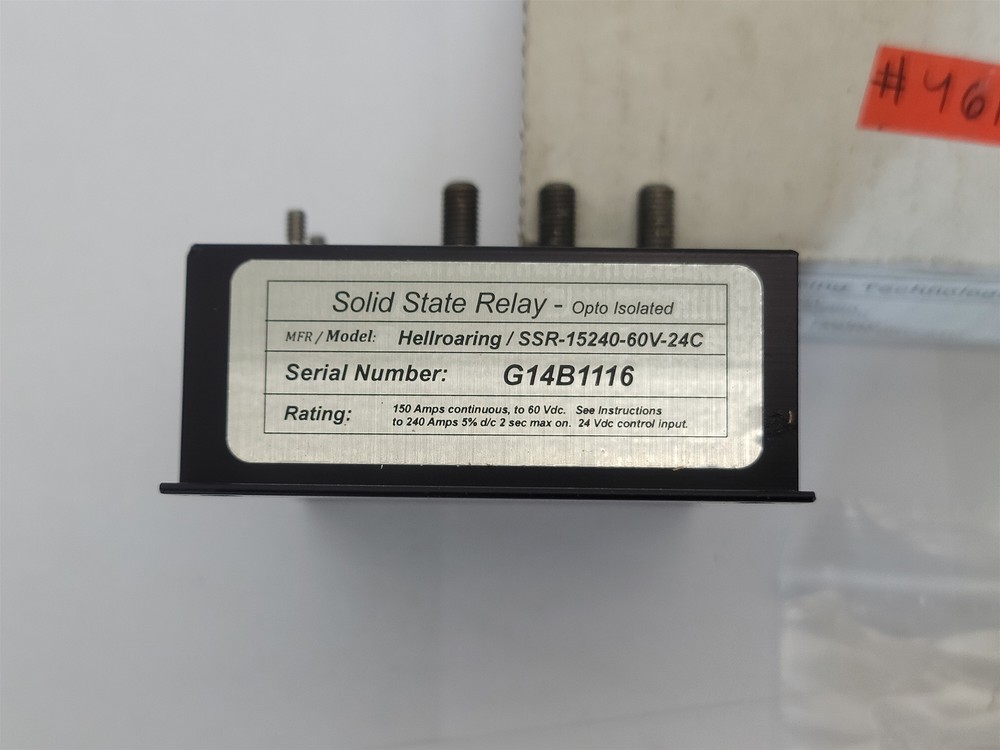 # 461
Solid State Relay - Opto Isolated
MFR / Model: Hellroaring / SSR-15240-60V-24C
Serial Number: G14B1116
Rating: 150 Amps continuous, to 60 Vdc. See Instructions
to 240 Amps 5% d/c 2 sec max on. 24 Vdc control input.